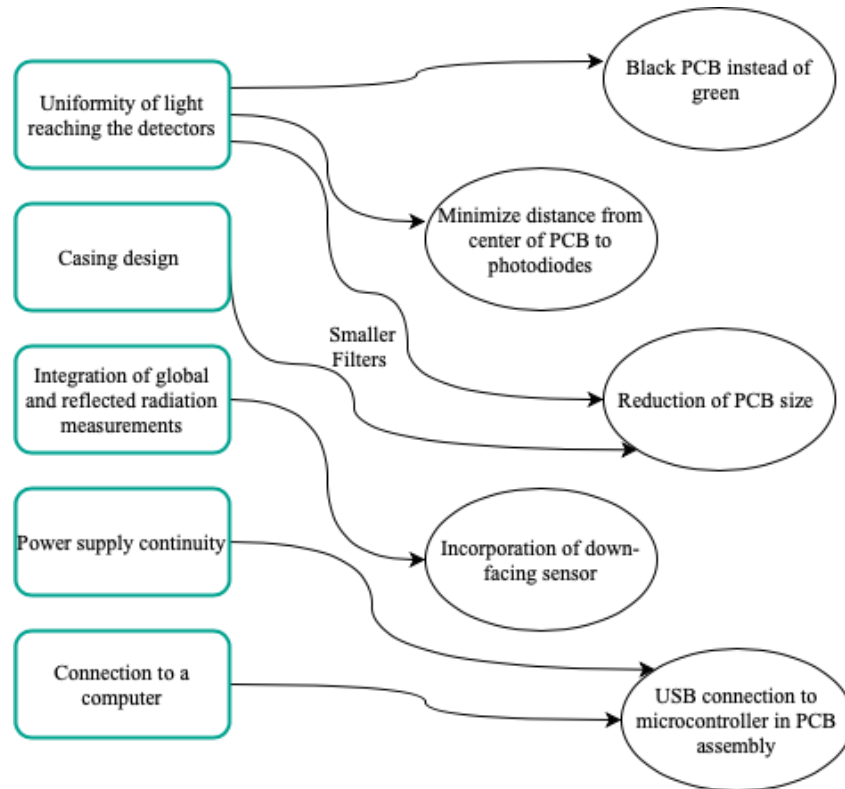 Uniformity of light
reaching the detectors
Black PCB instead of
green
Casing design
Minimize distance from
center of PCB to
photodiodes
Smaller
Filters
Integration of global
and reflected radiation
measurements
Reduction of PCB size
Power supply continuity
Incorporation of down-
facing sensor
Connection to a
computer
USB connection to
microcontroller in PCB
assembly